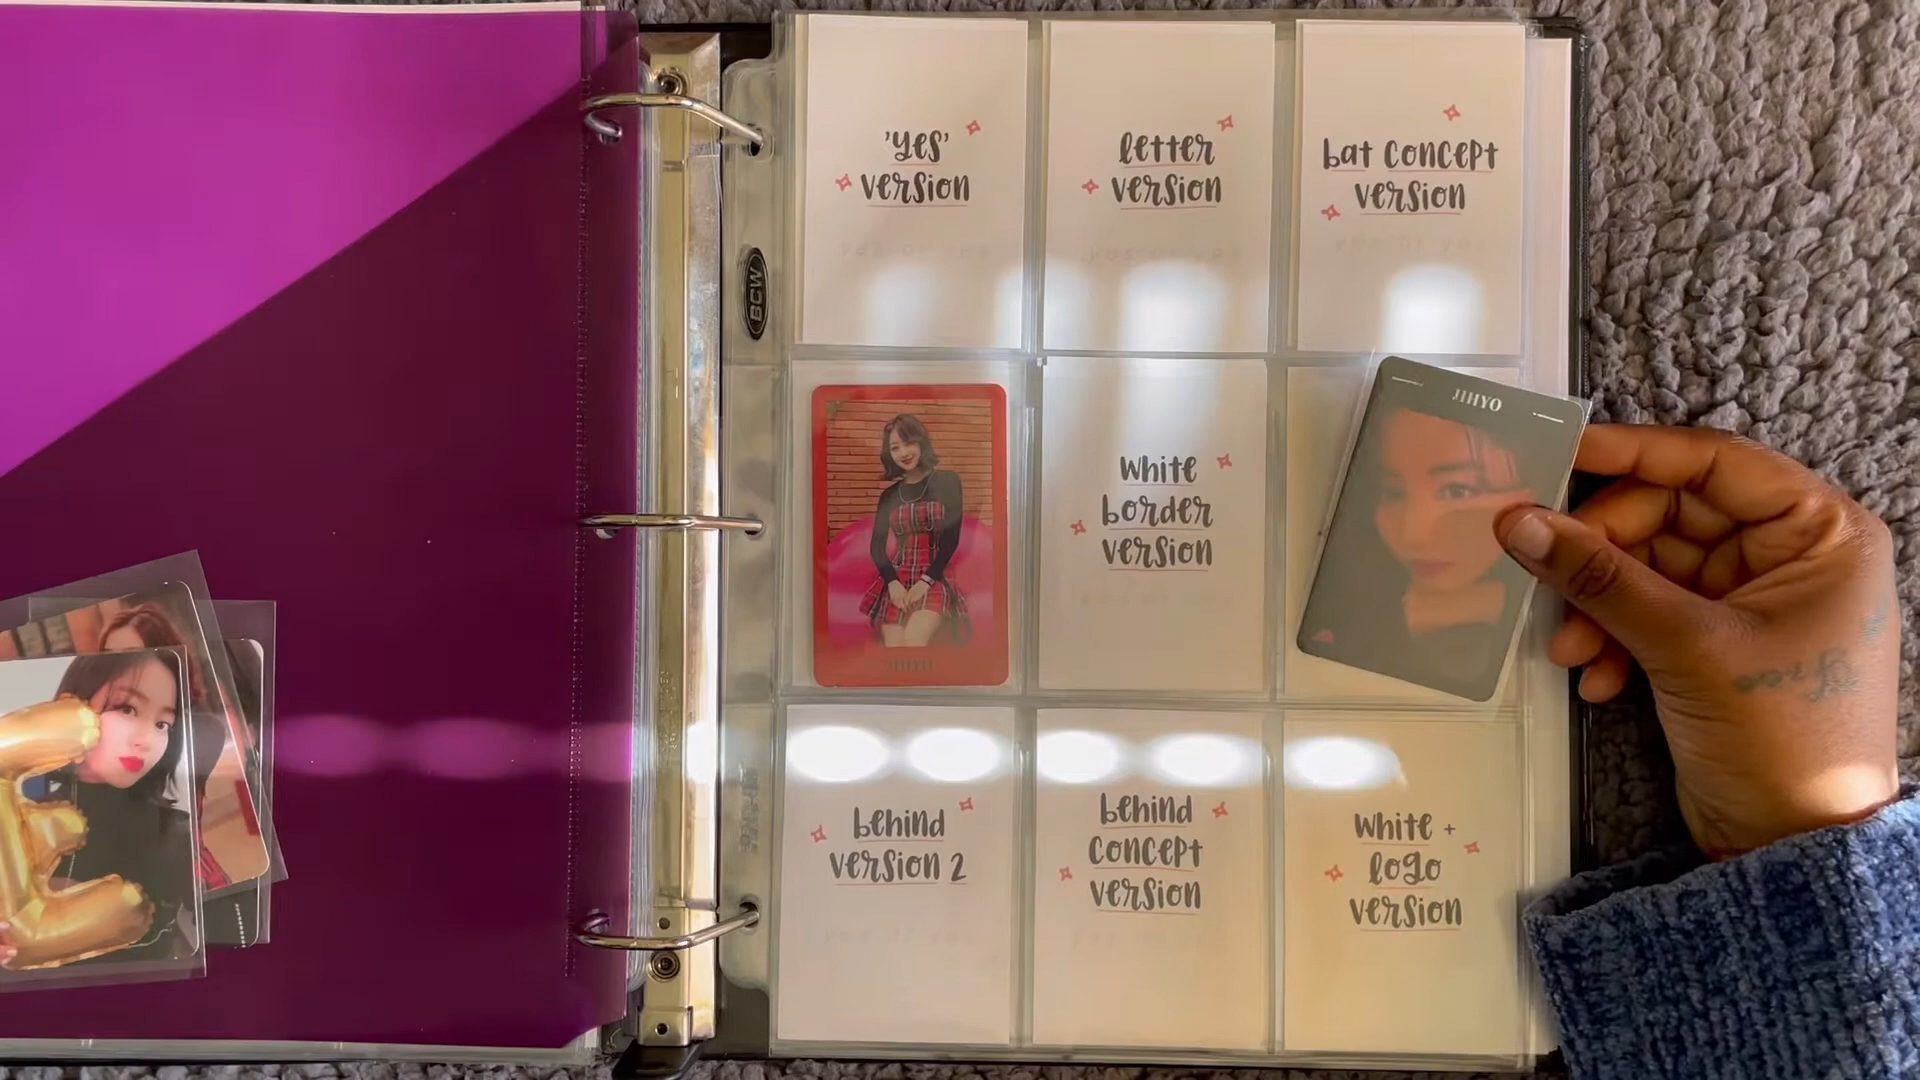 'yes'
version
letter
version
bat concept
version
BCW
JIHYO
white
border
version
JIHYO
behind
version 2
behind
concept
version
white +
logo
version